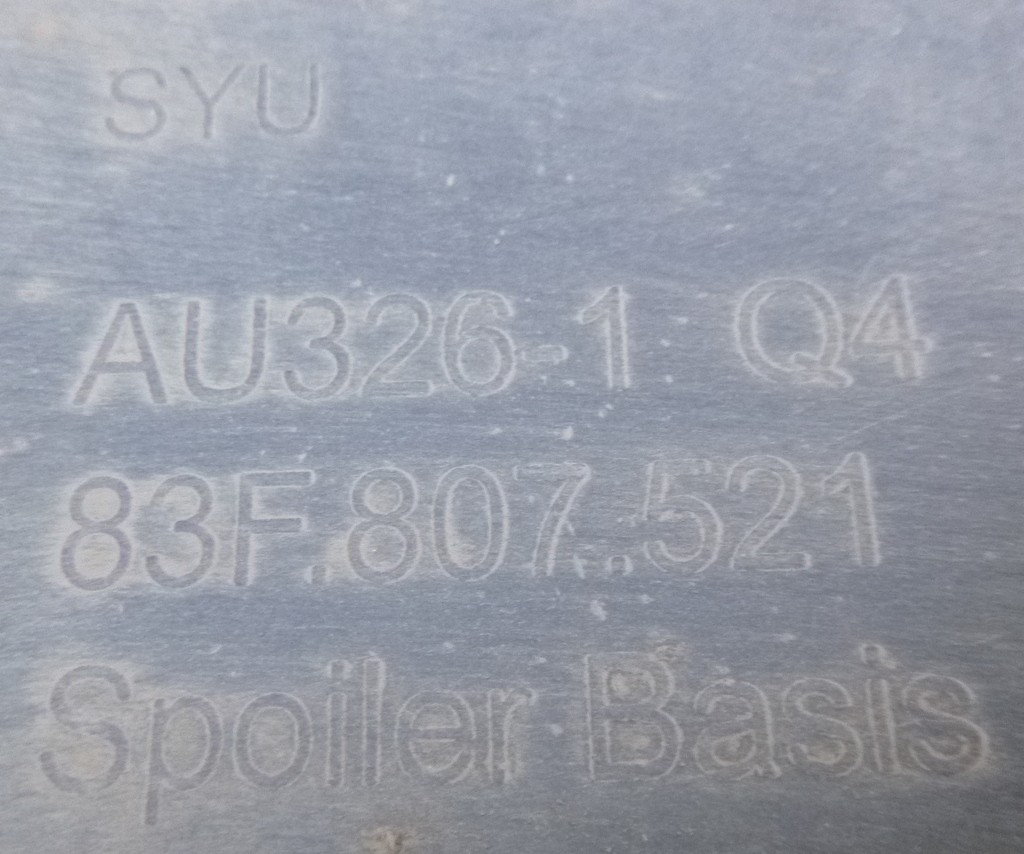 SYU
AU326-1 Q4
83F.807.521
Spoiler Basis